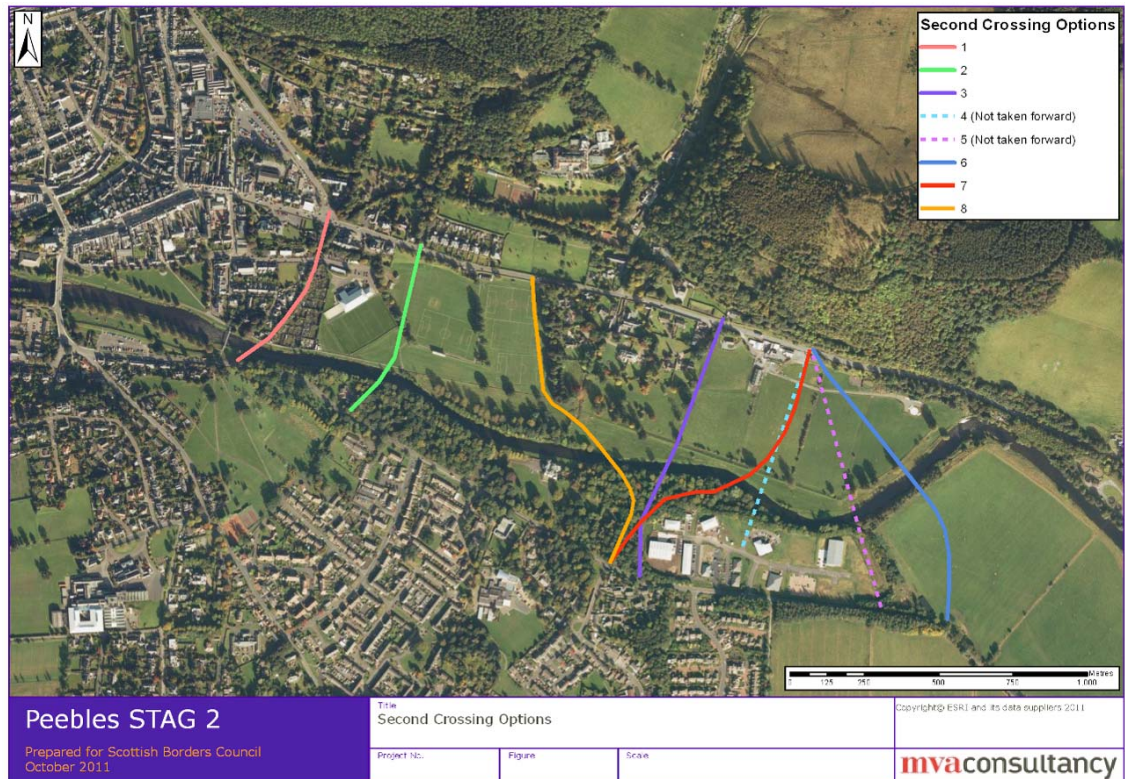 N
Second Crossing Options
1
2
3
4 (Not taken forward)
5 (Not taken forward)
6
7
8
Metres
0 125 250 500 750 1,000
Peebles STAG 2
Prepared for Scottish Borders Council
October 2011
Title
Second Crossing Options
Project No.
Figure
Scale
Copyright© ESRI and its data suppliers 2011
mvaconsultancy